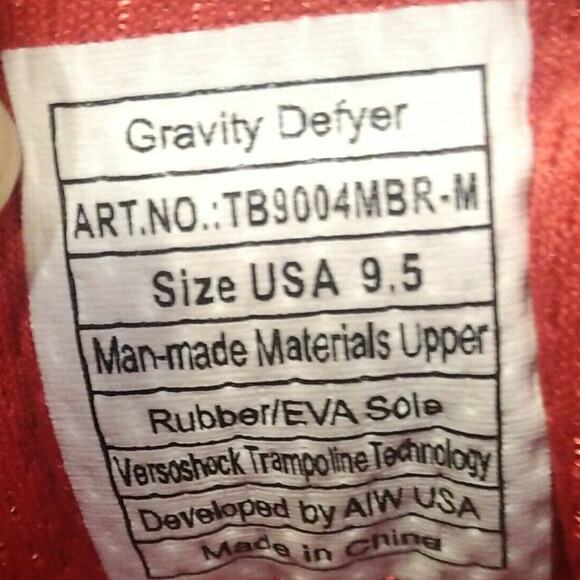 Gravity Defyer
ART.NO.:TB9004MBR-M
Size USA 9.5
Man-made Materials Upper
Rubber/EVA Sole
Versoshock Trampoline Technology
Developed by AIW USA
Made in China